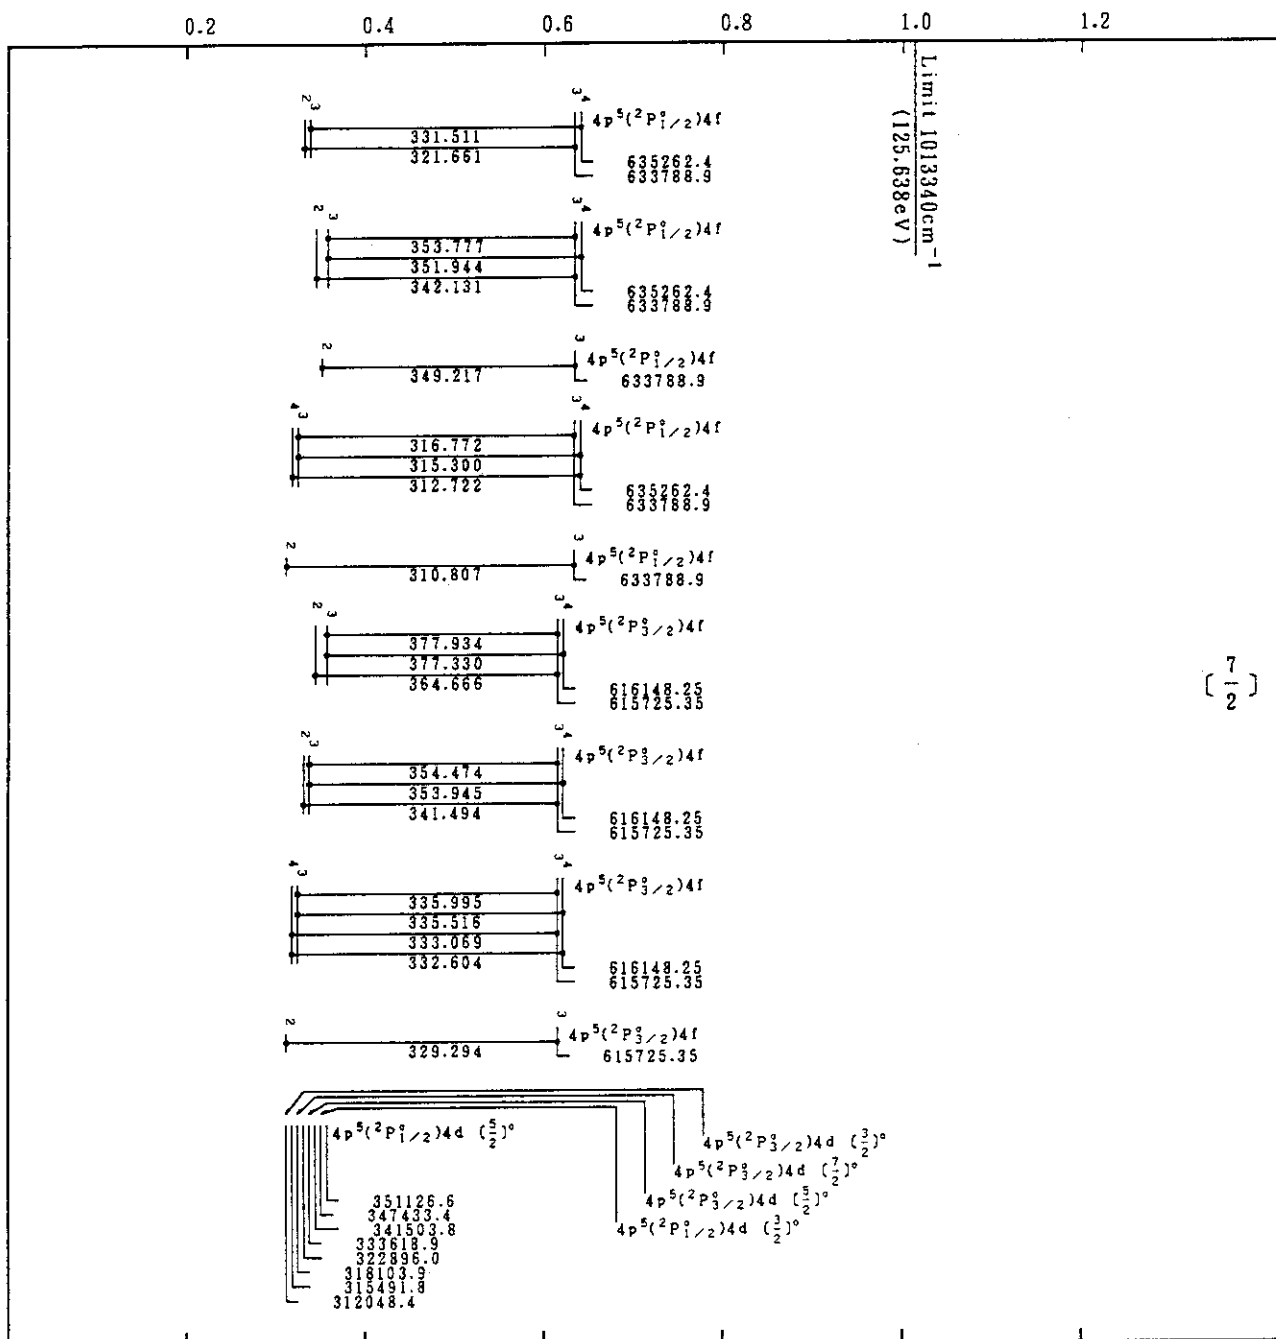 0.2 0.4 0.6 0.8 1.0 1.2
Limit 1013340cm⁻¹
(125.638eV)
2 3 3 4 4p⁵(²P°₁/₂)4f
331.511
321.661
635262.4
633788.9
2 3 3 4 4p⁵(²P°₁/₂)4f
353.777
351.944
342.131
635262.4
633788.9
2 3 4p⁵(²P°₁/₂)4f
349.217
633788.9
4 3 3 4 4p⁵(²P°₁/₂)4f
316.772
315.300
312.722
635262.4
633788.9
2 3 4p⁵(²P°₁/₂)4f
310.807
633788.9
2 3 3 4 4p⁵(²P°₃/₂)4f
377.934
377.330
364.666
616148.25
615725.35
[7/2]
2 3 3 4 4p⁵(²P°₃/₂)4f
354.474
353.945
341.494
616148.25
615725.35
4 3 3 4 4p⁵(²P°₃/₂)4f
335.995
335.516
333.069
332.604
616148.25
615725.35
2 3 4p⁵(²P°₃/₂)4f
329.294
615725.35
4p⁵(²P°₁/₂)4d [5/2]°
4p⁵(²P°₃/₂)4d [3/2]°
4p⁵(²P°₃/₂)4d [7/2]°
4p⁵(²P°₃/₂)4d [5/2]°
4p⁵(²P°₁/₂)4d [3/2]°
351126.6
347433.4
341503.8
333618.9
322896.0
318103.9
315491.8
312048.4